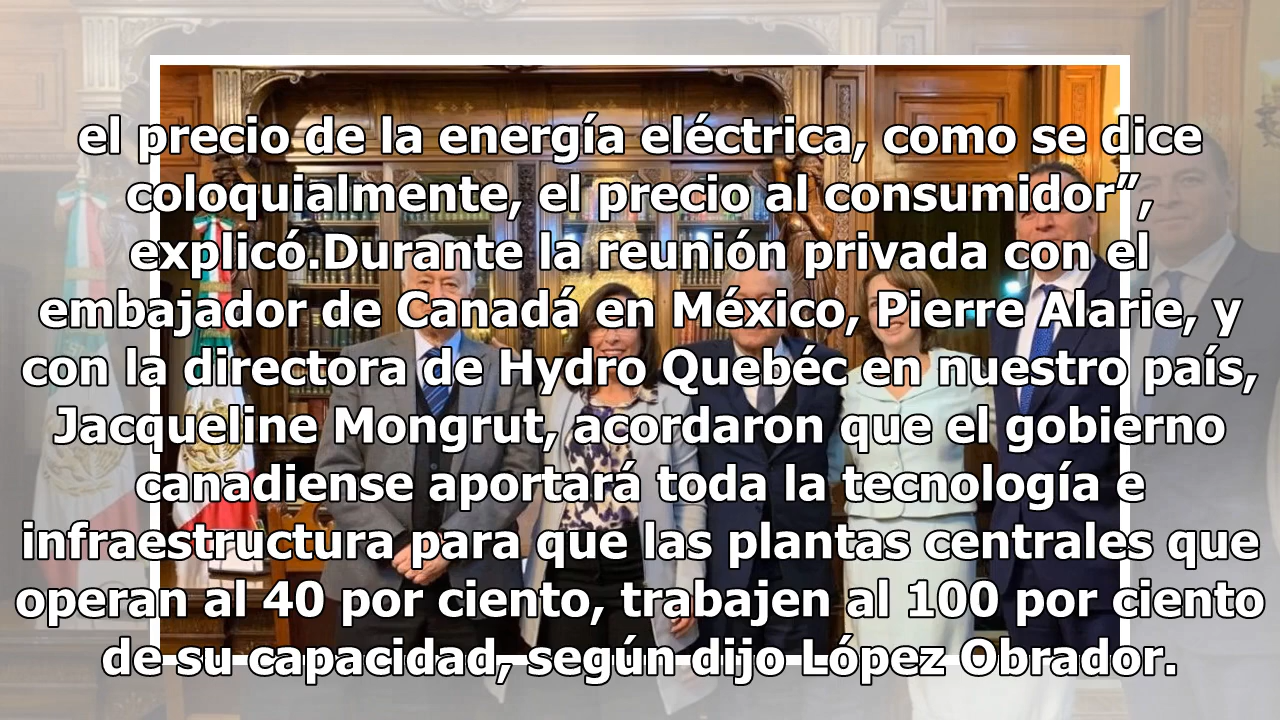 el precio de la energía eléctrica, como se dice
coloquialmente, el precio al consumidor”,
explicó.Durante la reunión privada con el
embajador de Canadá en México, Pierre Alarie, y
con la directora de Hydro Quebéc en nuestro país,
Jacqueline Mongrut, acordaron que el gobierno
canadiense aportará toda la tecnología e
infraestructura para que las plantas centrales que
operan al 40 por ciento, trabajen al 100 por ciento
de su capacidad, según dijo López Obrador.